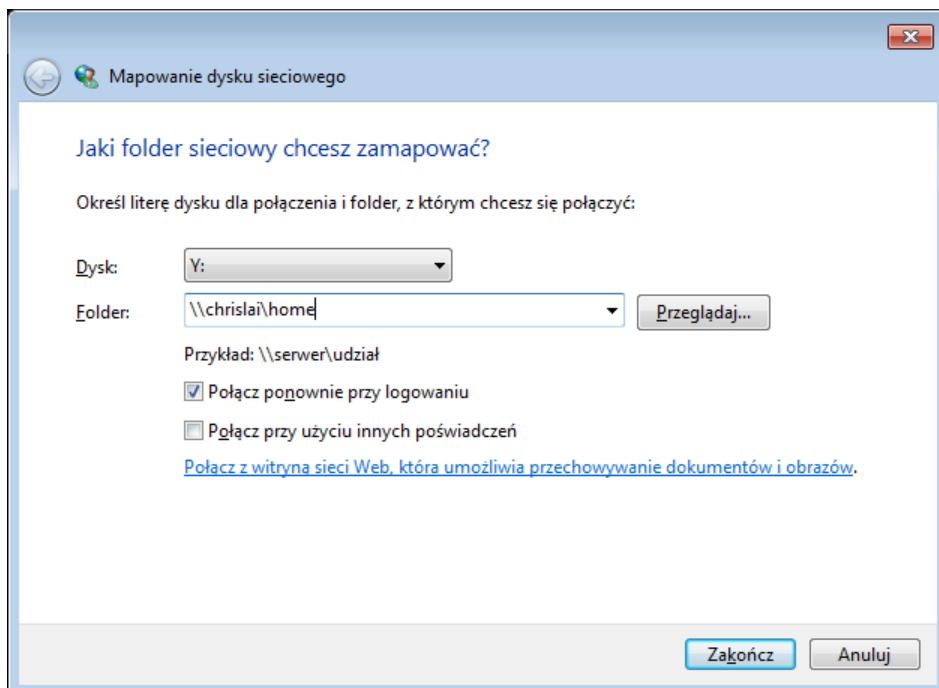 Mapowanie dysku sieciowego
Jaki folder sieciowy chcesz zamapować?
Określ literę dysku dla połączenia i folder, z którym chcesz się połączyć:
Dysk: Y:
Folder: \\chrislai\home Przeglądaj...
Przykład: \\serwer\udział
Połącz ponownie przy logowaniu
Połącz przy użyciu innych poświadczeń
Połącz z witryna sieci Web, która umożliwia przechowywanie dokumentów i obrazów.
Zakończ Anuluj